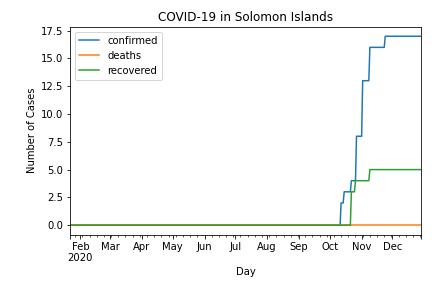 COVID-19 in Solomon Islands
17.5
15.0
12.5
10.0
7.5
5.0
2.5
0.0
Number of Cases
confirmed
deaths
recovered
Feb Mar Apr May Jun Jul Aug Sep Oct Nov Dec
2020
Day